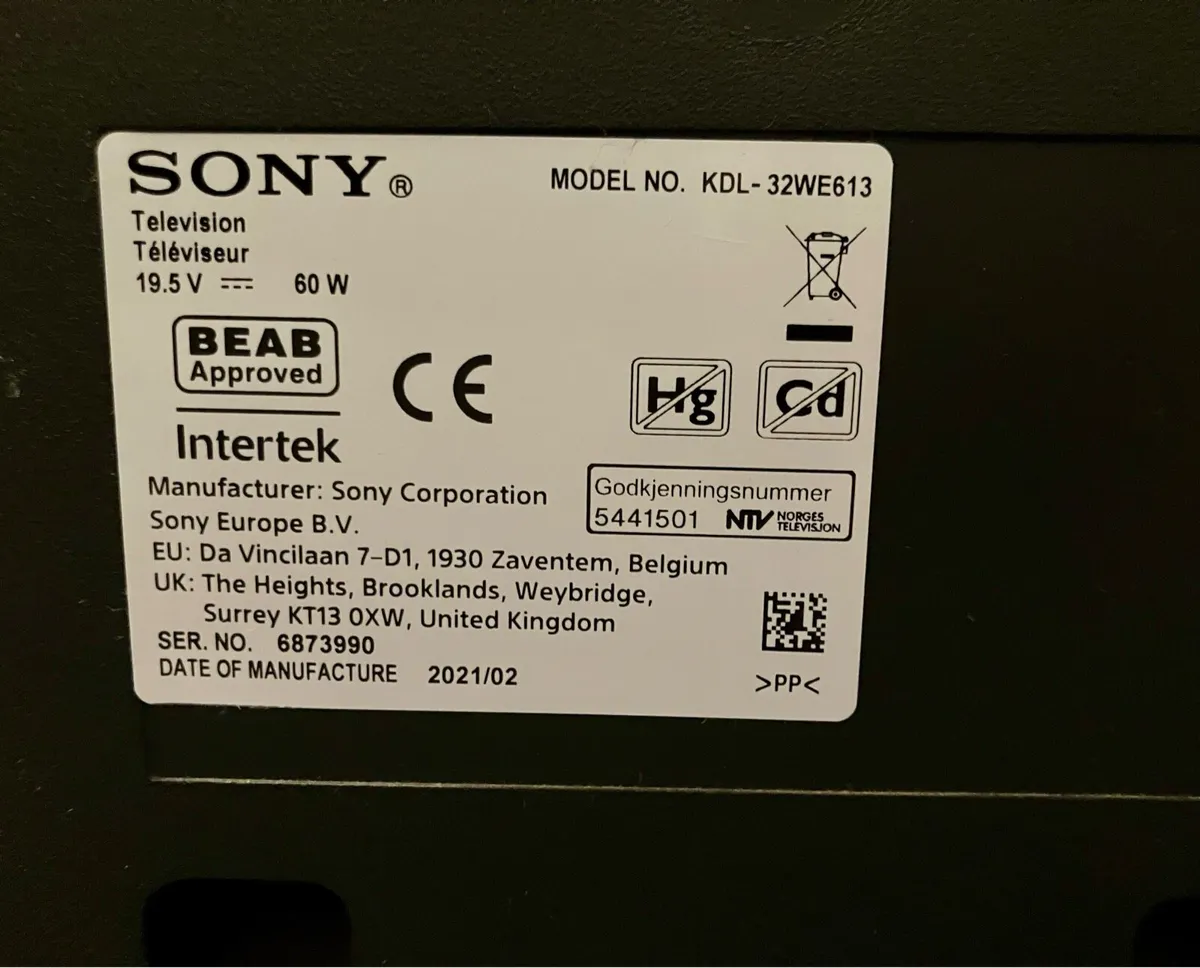 SONY®
MODEL NO. KDL-32WE613
Television
Téléviseur
19.5 V ⎓ 60 W
BEAB
Approved
Intertek
CE
Hg
Cd
Godkjenningsnummer
5441501 NTV NORGES TELEVISJON
Manufacturer: Sony Corporation
Sony Europe B.V.
EU: Da Vincilaan 7-D1, 1930 Zaventem, Belgium
UK: The Heights, Brooklands, Weybridge,
Surrey KT13 0XW, United Kingdom
SER. NO. 6873990
DATE OF MANUFACTURE 2021/02
>PP<